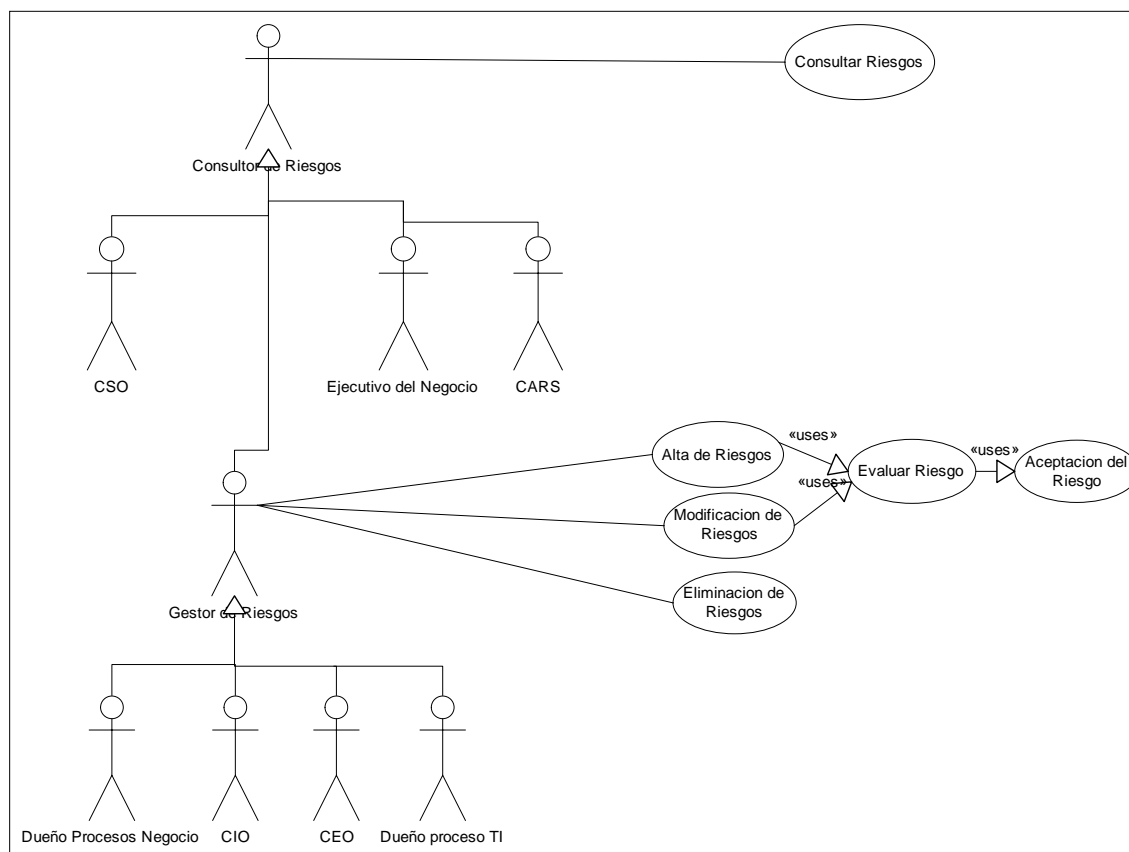 Consultar Riesgos
Consultor de Riesgos
CSO
Ejecutivo del Negocio
CARS
«uses»
«uses»
Alta de Riesgos
Evaluar Riesgo
Aceptacion del
Riesgo
«uses»
Modificacion de
Riesgos
Eliminacion de
Riesgos
Gestor de Riesgos
Dueño Procesos Negocio
CIO
CEO
Dueño proceso TI